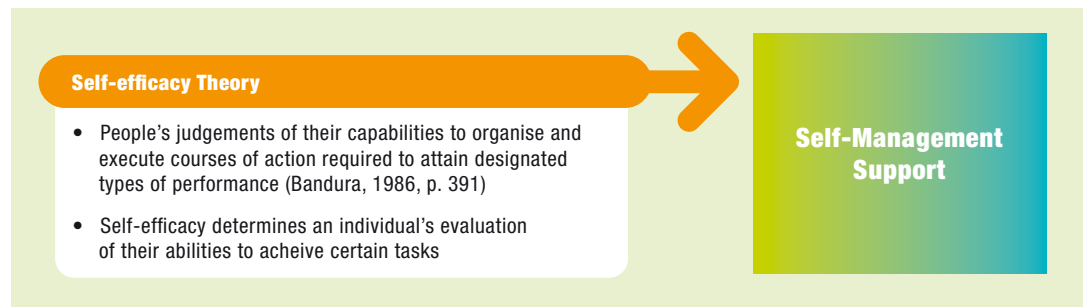 Self-efficacy Theory
• People's judgements of their capabilities to organise and
execute courses of action required to attain designated
types of performance (Bandura, 1986, p. 391)
• Self-efficacy determines an individual's evaluation
of their abilities to acheive certain tasks
Self-Management
Support